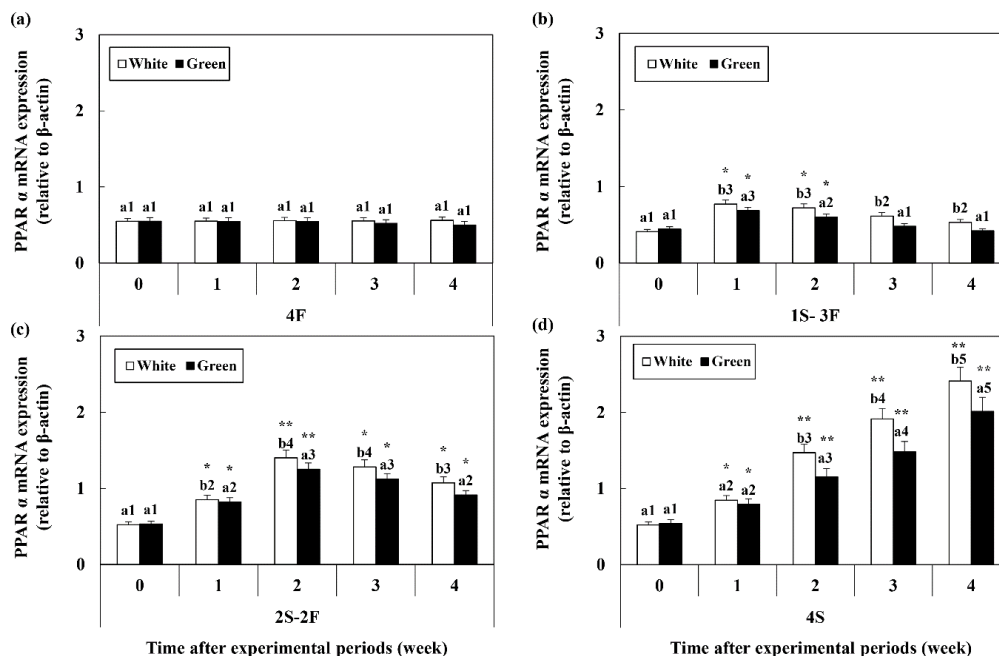 (a)
PPAR α mRNA expression
(relative to β-actin)
3
2
1
0
White Green
a1 a1 a1 a1 a1 a1 a1 a1 a1 a1
0 1 2 3 4
4F
(b)
PPAR α mRNA expression
(relative to β-actin)
3
2
1
0
White Green
* * * *
a1 a1 b3 a3 b3 a2 b2 a1 b2 a1
0 1 2 3 4
1S- 3F
(c)
PPAR α mRNA expression
(relative to β-actin)
3
2
1
0
White Green
* * ** ** * * * *
a1 a1 b2 a2 b4 a3 b4 a3 b3 a2
0 1 2 3 4
2S-2F
Time after experimental periods (week)
(d)
PPAR α mRNA expression
(relative to β-actin)
3
2
1
0
White Green
* * ** ** ** ** ** **
a1 a1 a2 a2 b3 a3 b4 a4 b5 a5
0 1 2 3 4
4S
Time after experimental periods (week)